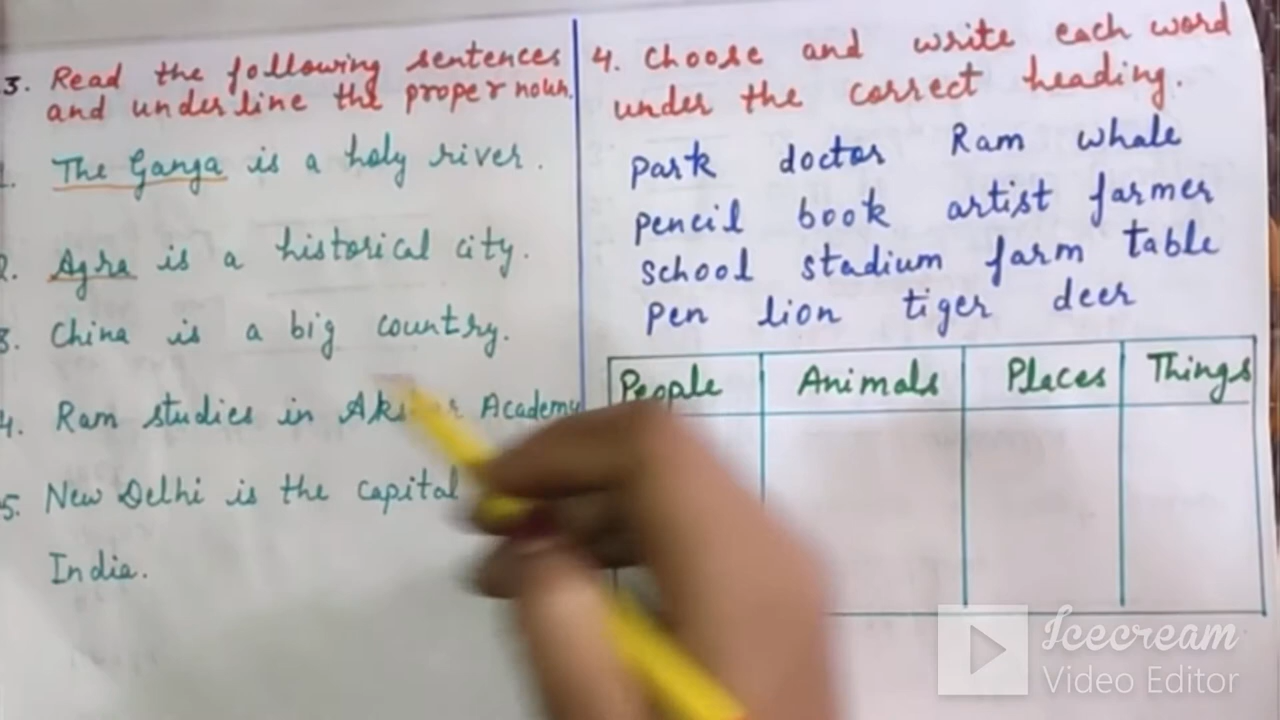 3. Read the following sentences
and underline the proper noun.
1. The Ganga is a holy river.
2. Agra is a historical city.
3. China is a big country.
4. Ram studies in Academy
5. New Delhi is the capital
India.
4. Choose and write each word
under the correct heading.
Park doctor Ram whale
pencil book artist farmer
school stadium farm table
pen lion tiger deer
People Animals Places Things
Icecream
Video Editor